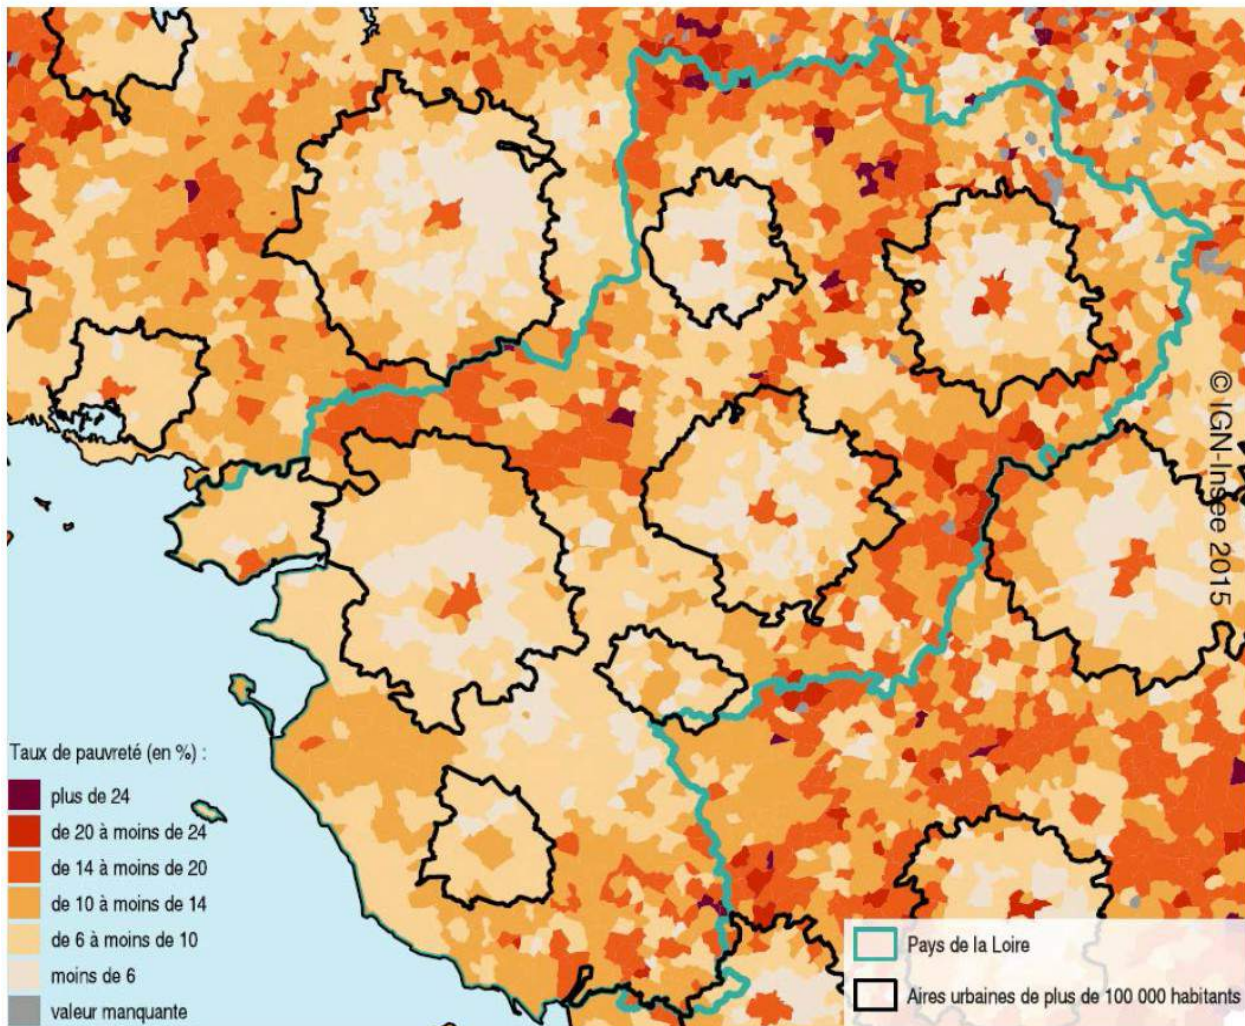 © IGN-Insee 2015
Taux de pauvreté (en %) :
plus de 24
de 20 à moins de 24
de 14 à moins de 20
de 10 à moins de 14
de 6 à moins de 10
moins de 6
valeur manquante
Pays de la Loire
Aires urbaines de plus de 100 000 habitants